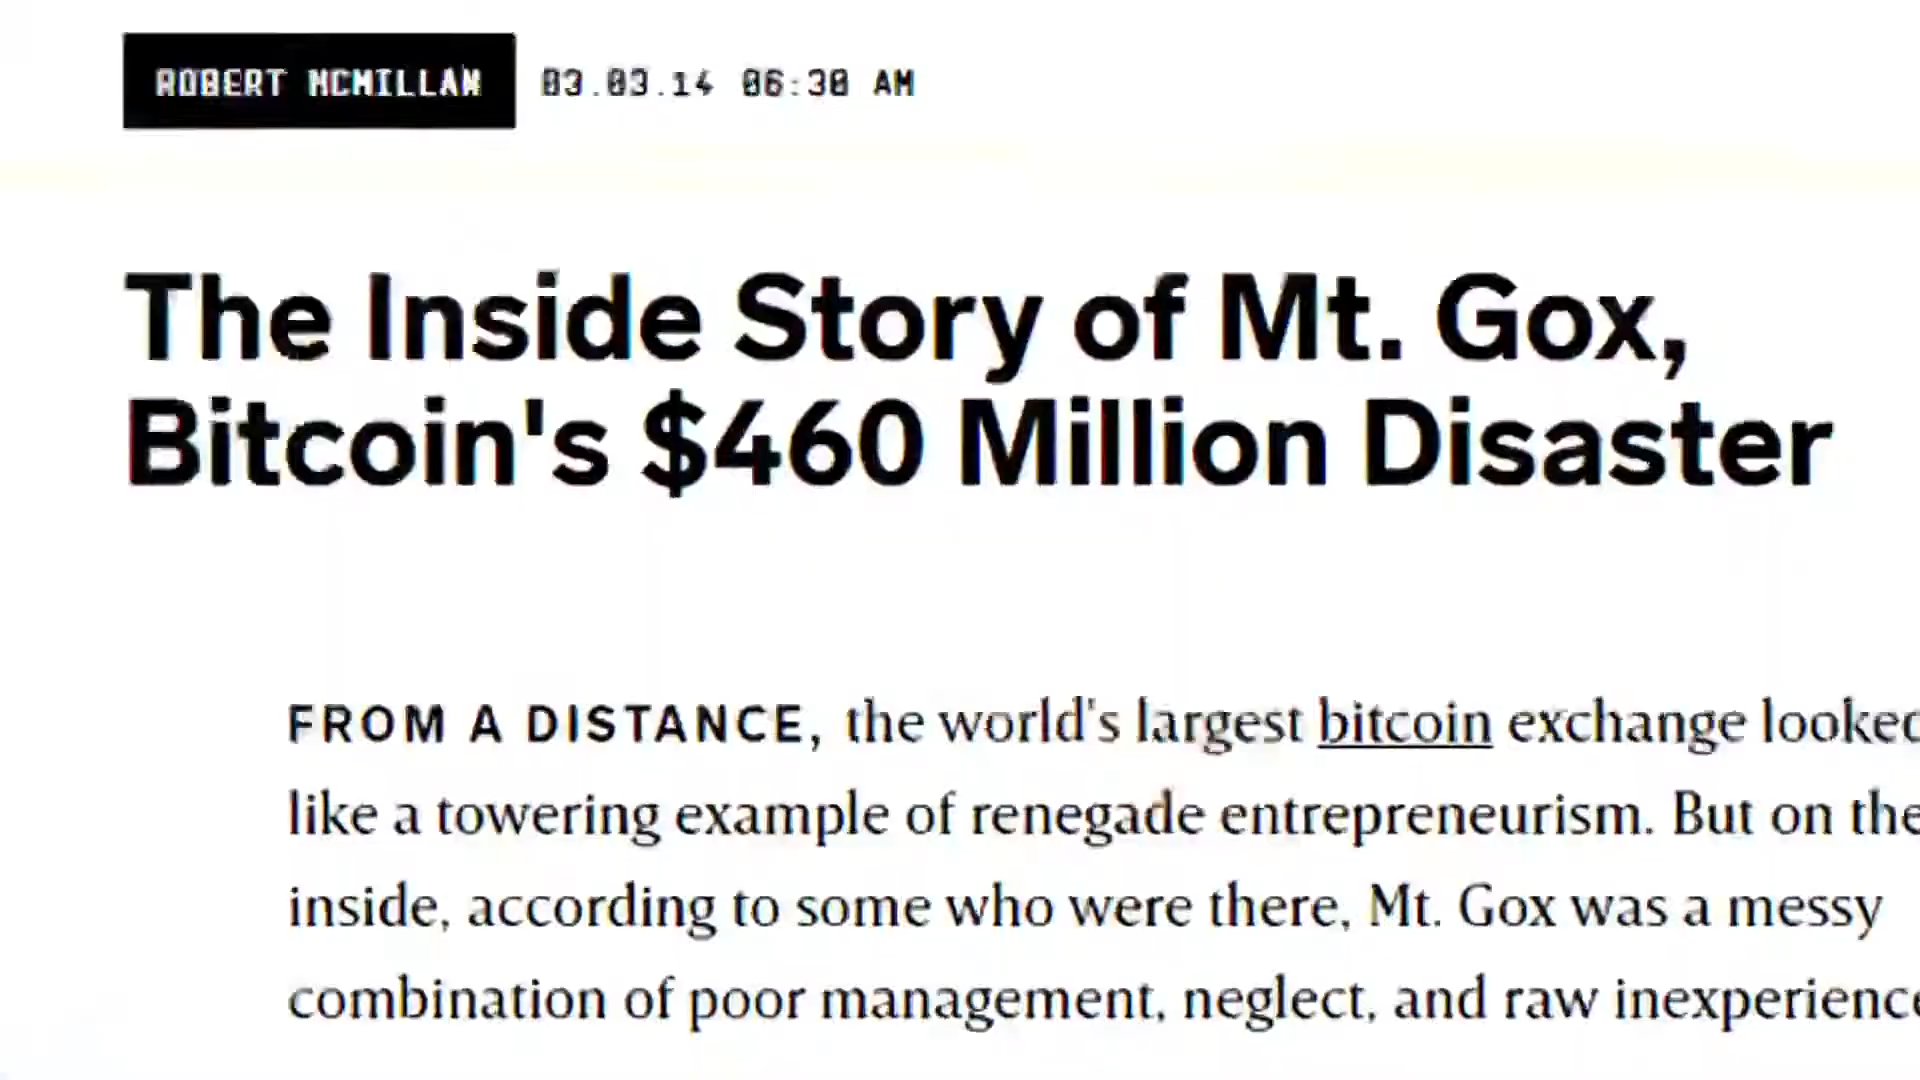 ROBERT MCMILLAN 03.03.14 06:30 AM
The Inside Story of Mt. Gox,
Bitcoin's $460 Million Disaster
FROM A DISTANCE, the world's largest bitcoin exchange looked
like a towering example of renegade entrepreneurism. But on the
inside, according to some who were there, Mt. Gox was a messy
combination of poor management, neglect, and raw inexperience